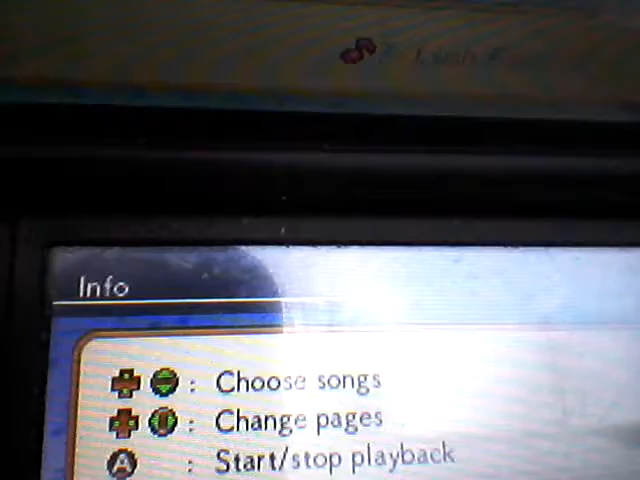 Info
: Choose songs
: Change pages
A : Start/stop playback